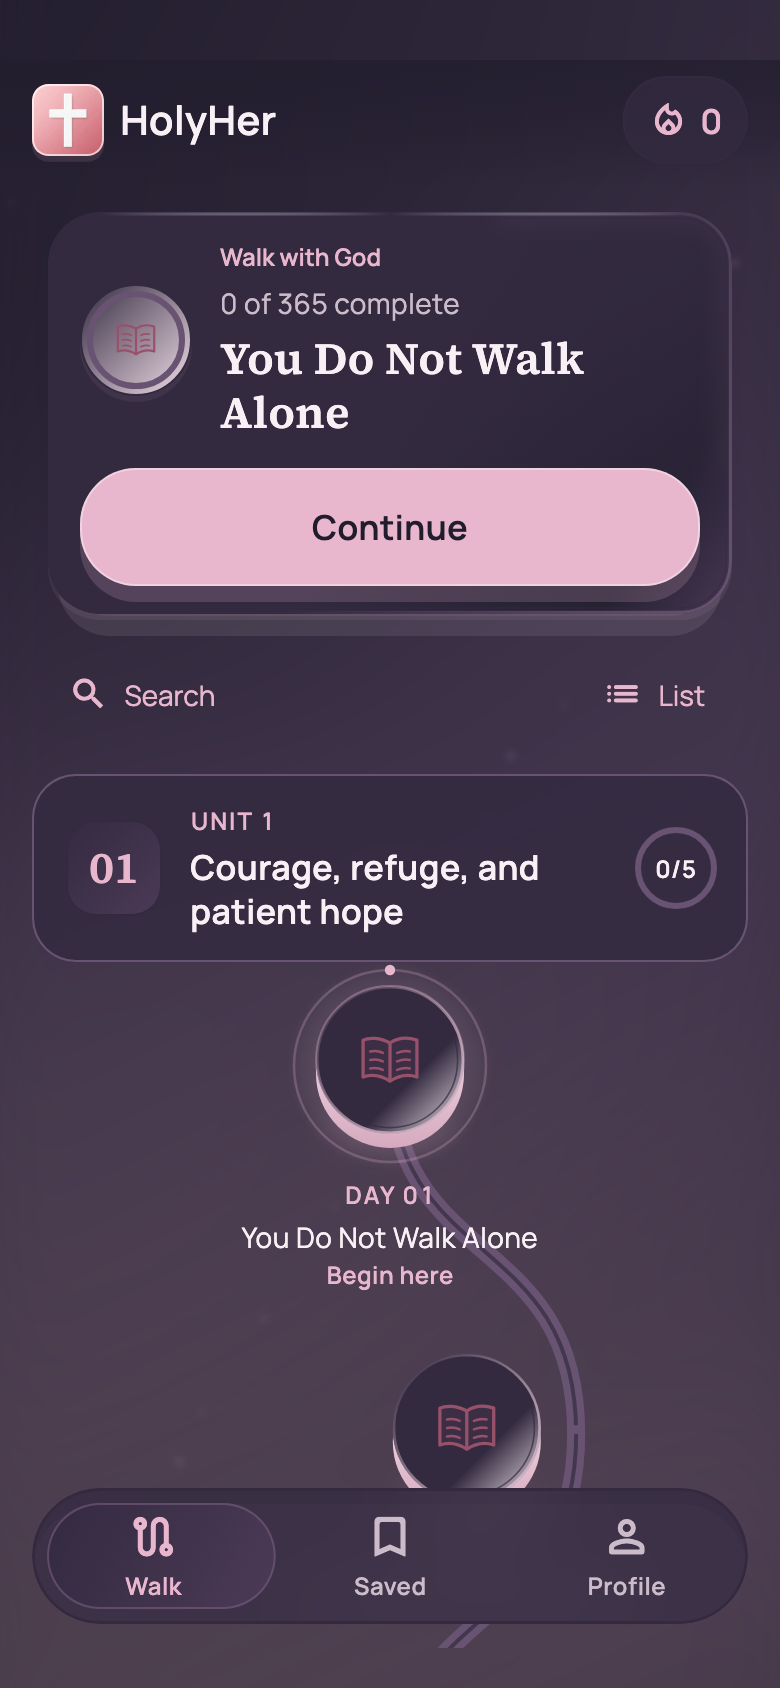 HolyHer
0
Walk with God
0 of 365 complete
You Do Not Walk
Alone
Continue
Search
List
UNIT 1
01
Courage, refuge, and
patient hope
0/5
DAY 01
You Do Not Walk Alone
Begin here
Walk
Saved
Profile